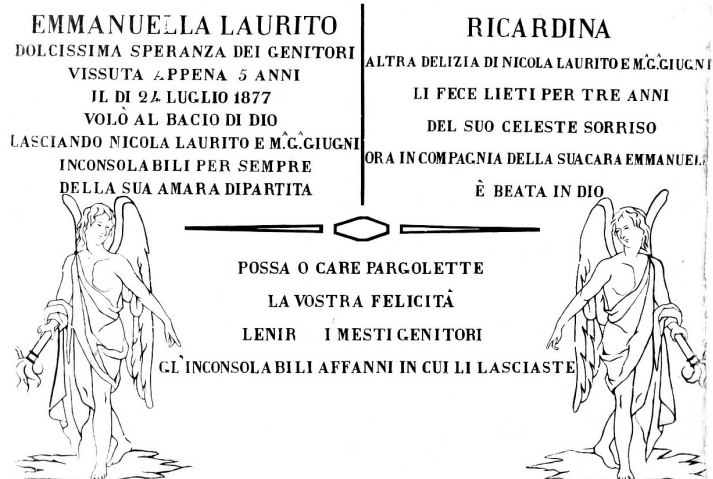 EMMANUELLA LAURITO
DOLCISSIMA SPERANZA DEI GENITORI
VISSUTA APPENA 5 ANNI
IL DI 24 LUGLIO 1877
VOLÒ AL BACIO DI DIO
LASCIANDO NICOLA LAURITO E M.^G.^GIUGNI
INCONSOLABILI PER SEMPRE
DELLA SUA AMARA DIPARTITA
RICARDINA
ALTRA DELIZIA DI NICOLA LAURITO E M.^G.^GIUGNI
LI FECE LIETI PER TRE ANNI
DEL SUO CELESTE SORRISO
ORA IN COMPAGNIA DELLA SUA CARA EMMANUEL
È BEATA IN DIO
POSSA O CARE PARGOLETTE
LA VOSTRA FELICITÀ
LENIR I MESTI GENITORI
GL'INCONSOLABILI AFFANNI IN CUI LI LASCIASTE